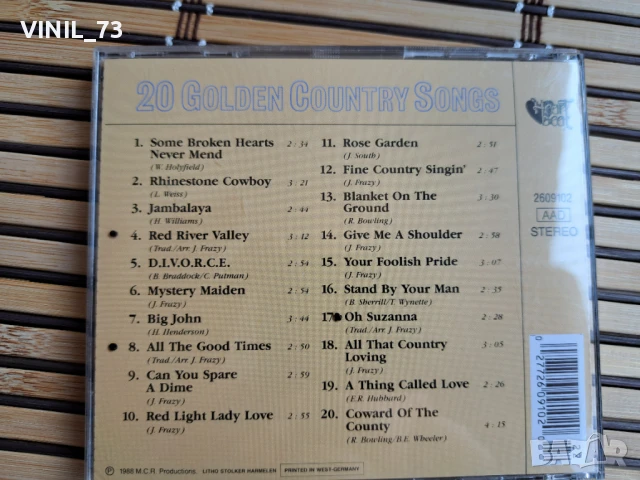 VINIL_73
20 GOLDEN COUNTRY SONGS
1. Some Broken Hearts 2:34
Never Mend
(W. Holyfield)
2. Rhinestone Cowboy 3:21
(L. Weiss)
3. Jambalaya 2:44
(H. Williams)
4. Red River Valley 3:12
(Trad./Arr. J. Frazy)
5. D.I.V.O.R.C.E. 2:54
(B. Braddock/C. Putman)
6. Mystery Maiden 2:54
(J. Frazy)
7. Big John 3:44
(H. Henderson)
8. All The Good Times 2:50
(Trad./Arr. J. Frazy)
9. Can You Spare 2:59
A Dime
(J. Frazy)
10. Red Light Lady Love 2:55
(J. Frazy)
11. Rose Garden 2:51
(J. South)
12. Fine Country Singin' 2:47
(J. Frazy)
13. Blanket On The 3:30
Ground
(R. Bowling)
14. Give Me A Shoulder 2:58
(J. Frazy)
15. Your Foolish Pride 3:07
(J. Frazy)
16. Stand By Your Man 2:35
(B. Sherrill/T. Wynette)
17. Oh Suzanna 2:28
(Trad./Arr. J. Frazy)
18. All That Country 3:05
Loving
(J. Frazy)
19. A Thing Called Love 2:26
(E.R. Hubbard)
20. Coward Of The 4:15
County
(R. Bowling/B.E. Wheeler)
2609102
AAD
STEREO
Ⓟ 1988 M.C.R. Productions. LITHO STOLKER HARMELEN PRINTED IN WEST-GERMANY
BAZAR